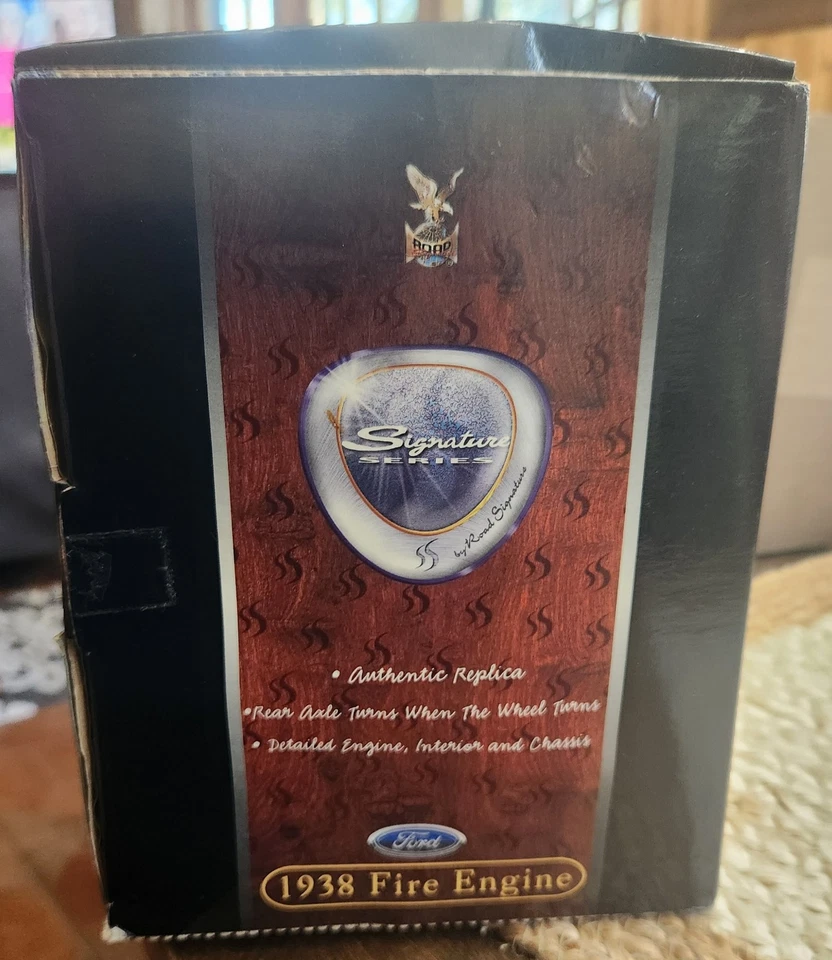 ROAD
Signature
SERIES
by Road Signature
• Authentic Replica
• Rear Axle Turns When The Wheel Turns
• Detailed Engine, Interior and Chassis
Ford
1938 Fire Engine